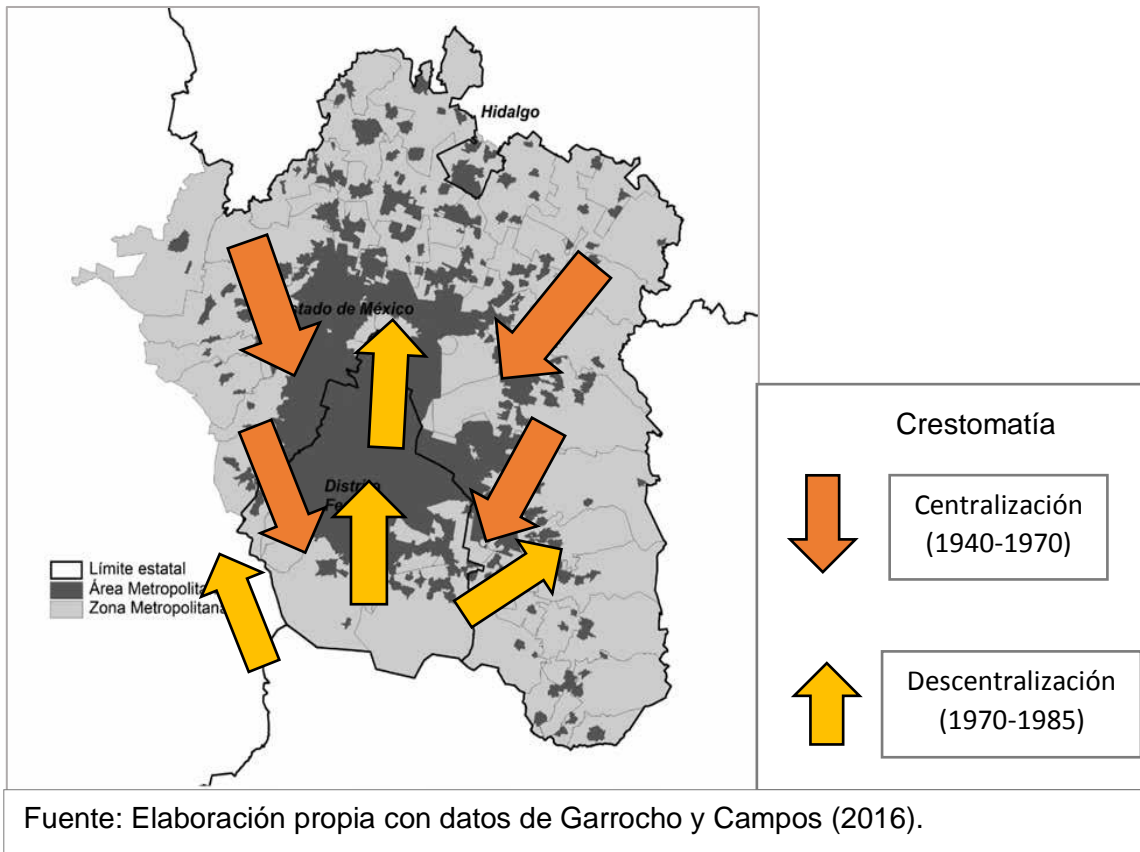 Hidalgo
stado de México
Distrito
Fe
Límite estatal
Área Metropolit
Zona Metropolitana
Crestomatía
Centralización
(1940-1970)
Descentralización
(1970-1985)
Fuente: Elaboración propia con datos de Garrocho y Campos (2016).